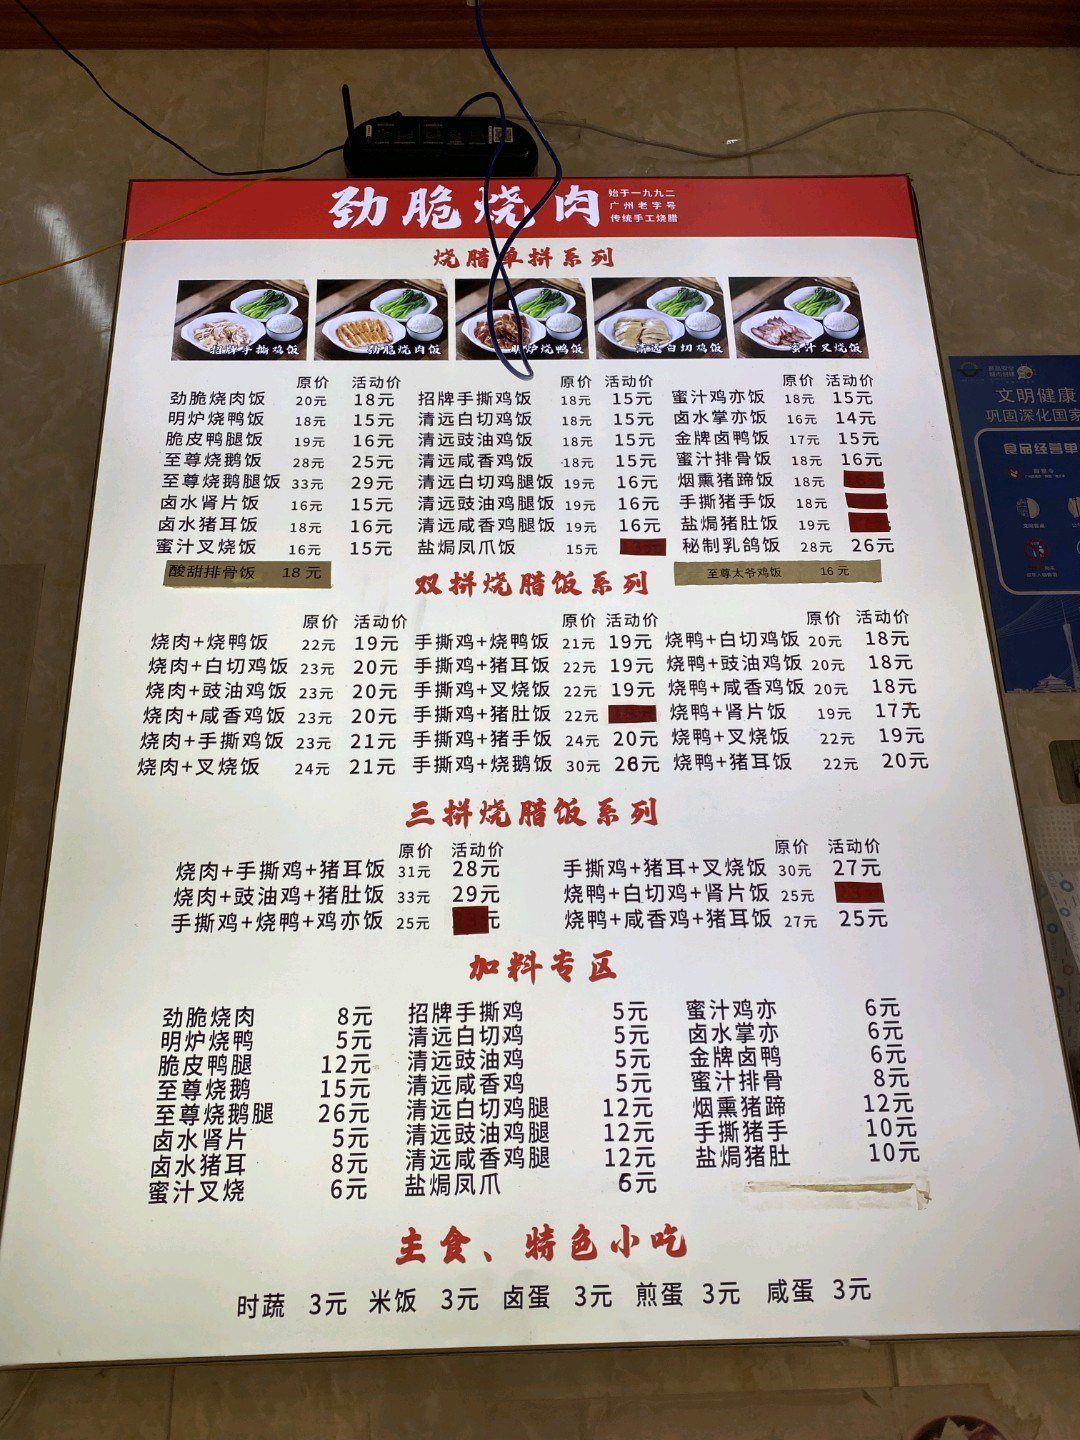 劲脆烧肉
始于一九九二
广州老字号
传统手工烧腊
烧腊单拼系列
手撕鸡饭 劲脆烧肉饭 烧鸭饭 清远白切鸡饭 蜜汁叉烧饭
原价 活动价 原价 活动价 原价 活动价
劲脆烧肉饭 20元 18元 招牌手撕鸡饭 18元 15元 蜜汁鸡亦饭 18元 15元
明炉烧鸭饭 18元 15元 清远白切鸡饭 18元 15元 卤水掌亦饭 16元 14元
脆皮鸭腿饭 19元 16元 清远豉油鸡饭 18元 15元 金牌卤鸭饭 17元 15元
至尊烧鹅饭 28元 25元 清远咸香鸡饭 18元 15元 蜜汁排骨饭 18元 16元
至尊烧鹅腿饭 33元 29元 清远白切鸡腿饭 19元 16元 烟熏猪蹄饭 18元
卤水肾片饭 16元 15元 清远豉油鸡腿饭 19元 16元 手撕猪手饭 18元
卤水猪耳饭 18元 16元 清远咸香鸡腿饭 19元 16元 盐焗猪肚饭 19元
蜜汁叉烧饭 16元 15元 盐焗凤爪饭 15元 秘制乳鸽饭 28元 26元
酸甜排骨饭 18元 至尊太爷鸡饭 16元
双拼烧腊饭系列
原价 活动价 原价 活动价 原价 活动价
烧肉+烧鸭饭 22元 19元 手撕鸡+烧鸭饭 21元 19元 烧鸭+白切鸡饭 20元 18元
烧肉+白切鸡饭 23元 20元 手撕鸡+猪耳饭 22元 19元 烧鸭+豉油鸡饭 20元 18元
烧肉+豉油鸡饭 23元 20元 手撕鸡+叉烧饭 22元 19元 烧鸭+咸香鸡饭 20元 18元
烧肉+咸香鸡饭 23元 20元 手撕鸡+猪肚饭 22元 烧鸭+肾片饭 19元 17元
烧肉+手撕鸡饭 23元 21元 手撕鸡+猪手饭 24元 20元 烧鸭+叉烧饭 22元 19元
烧肉+叉烧饭 24元 21元 手撕鸡+烧鹅饭 30元 26元 烧鸭+猪耳饭 22元 20元
三拼烧腊饭系列
原价 活动价 原价 活动价
烧肉+手撕鸡+猪耳饭 31元 28元 手撕鸡+猪耳+叉烧饭 30元 27元
烧肉+豉油鸡+猪肚饭 33元 29元 烧鸭+白切鸡+肾片饭 25元
手撕鸡+烧鸭+鸡亦饭 25元 元 烧鸭+咸香鸡+猪耳饭 27元 25元
加料专区
劲脆烧肉 8元 招牌手撕鸡 5元 蜜汁鸡亦 6元
明炉烧鸭 5元 清远白切鸡 5元 卤水掌亦 6元
脆皮鸭腿 12元 清远豉油鸡 5元 金牌卤鸭 6元
至尊烧鹅 15元 清远咸香鸡 5元 蜜汁排骨 8元
至尊烧鹅腿 26元 清远白切鸡腿 12元 烟熏猪蹄 12元
卤水肾片 5元 清远豉油鸡腿 12元 手撕猪手 10元
卤水猪耳 8元 清远咸香鸡腿 12元 盐焗猪肚 10元
蜜汁叉烧 6元 盐焗凤爪 6元
主食、特色小吃
时蔬 3元 米饭 3元 卤蛋 3元 煎蛋 3元 咸蛋 3元
文明健康
巩固深化国家
食品经营单